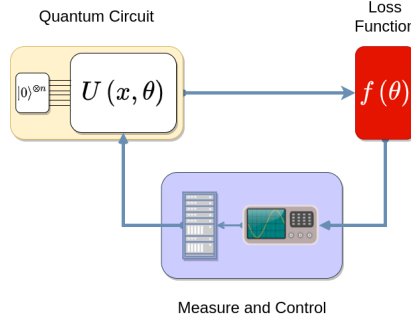 Quantum Circuit
Loss
Function
|0⟩^{⊗n}
U (x, θ)
f (θ)
Measure and Control